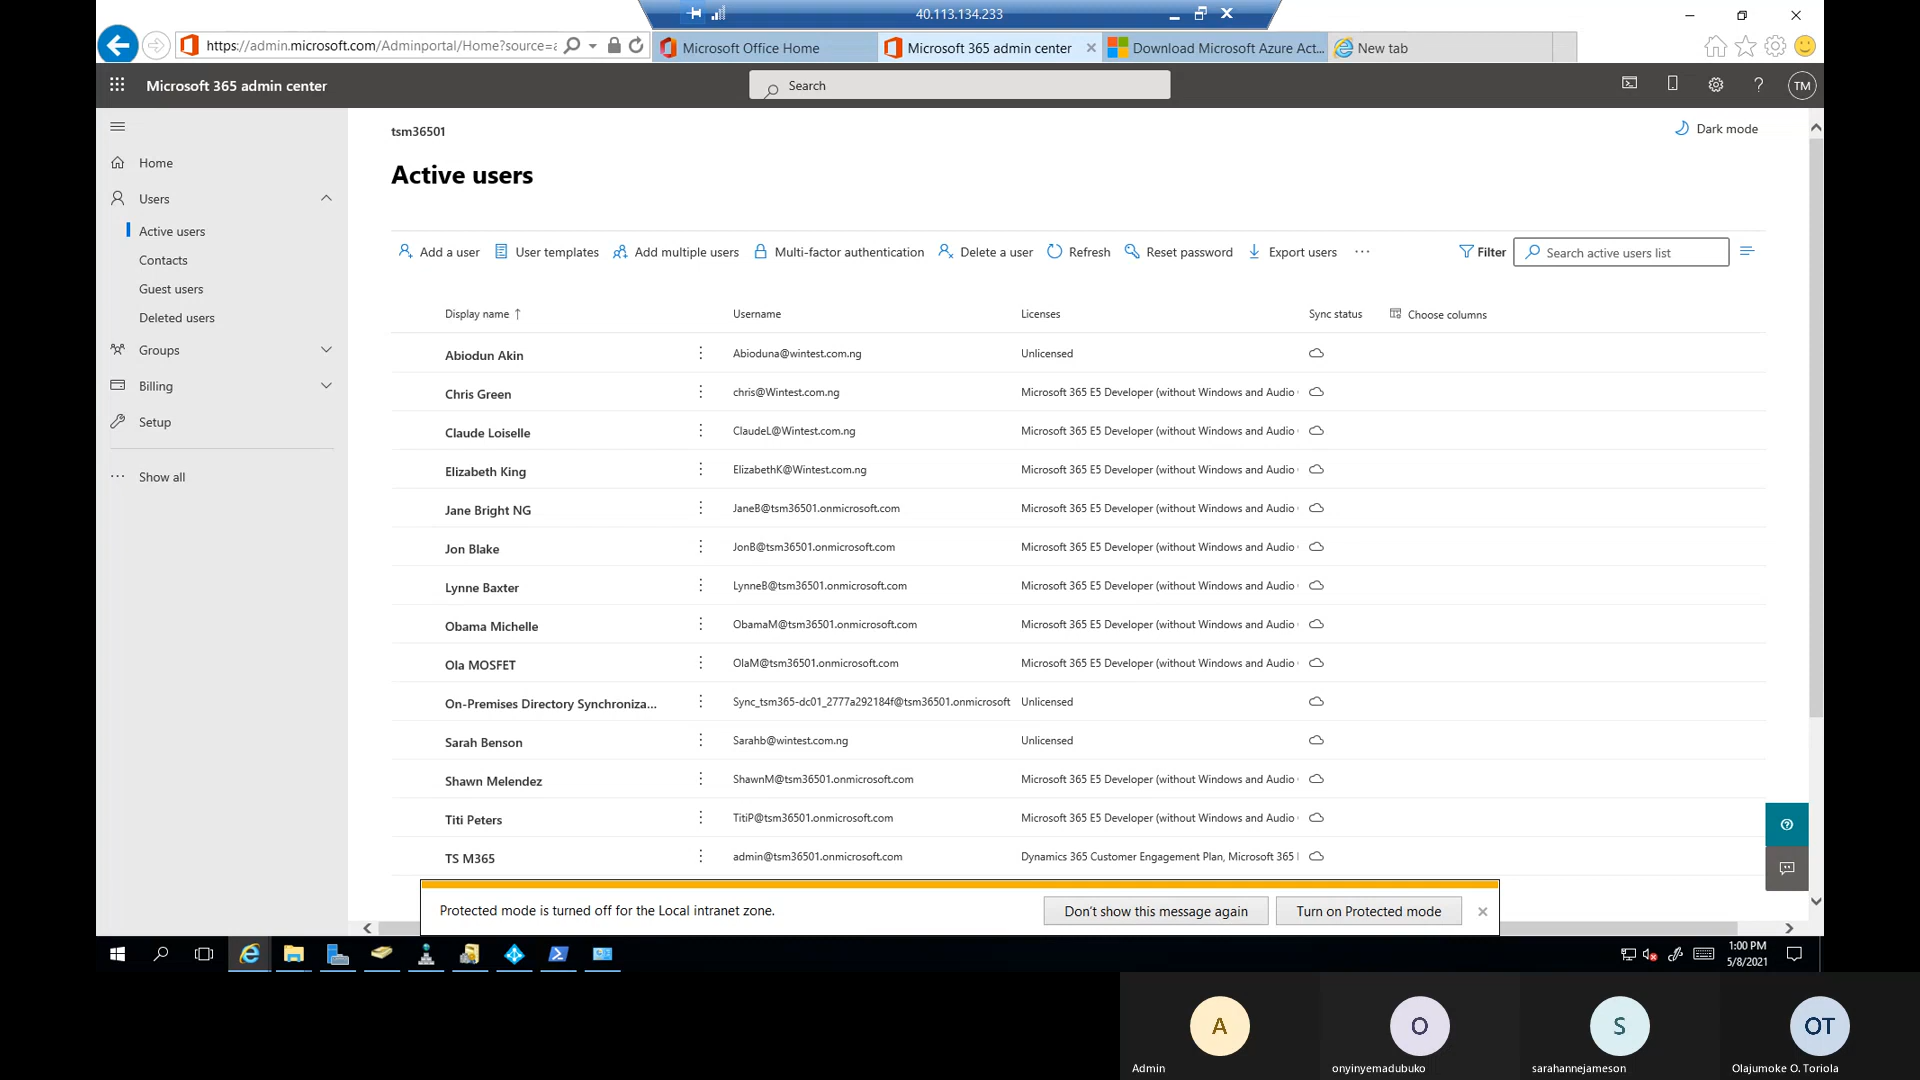 40.113.134.233
https://admin.microsoft.com/Adminportal/Home?source=
Microsoft Office Home
Microsoft 365 admin center
Download Microsoft Azure Act...
New tab
Microsoft 365 admin center
Search
TM
tsm36501
Dark mode
Active users
Home
Users
Active users
Contacts
Guest users
Deleted users
Groups
Billing
Setup
Show all
Add a user
User templates
Add multiple users
Multi-factor authentication
Delete a user
Refresh
Reset password
Export users
Filter
Search active users list
Display name ↑ Username Licenses Sync status Choose columns
Abiodun Akin Abioduna@wintest.com.ng Unlicensed
Chris Green chris@Wintest.com.ng Microsoft 365 E5 Developer (without Windows and Audio
Claude Loiselle ClaudeL@Wintest.com.ng Microsoft 365 E5 Developer (without Windows and Audio
Elizabeth King ElizabethK@Wintest.com.ng Microsoft 365 E5 Developer (without Windows and Audio
Jane Bright NG JaneB@tsm36501.onmicrosoft.com Microsoft 365 E5 Developer (without Windows and Audio
Jon Blake JonB@tsm36501.onmicrosoft.com Microsoft 365 E5 Developer (without Windows and Audio
Lynne Baxter LynneB@tsm36501.onmicrosoft.com Microsoft 365 E5 Developer (without Windows and Audio
Obama Michelle ObamaM@tsm36501.onmicrosoft.com Microsoft 365 E5 Developer (without Windows and Audio
Ola MOSFET OlaM@tsm36501.onmicrosoft.com Microsoft 365 E5 Developer (without Windows and Audio
On-Premises Directory Synchroniza... Sync_tsm365-dc01_2777a292184f@tsm36501.onmicrosoft Unlicensed
Sarah Benson Sarahb@wintest.com.ng Unlicensed
Shawn Melendez ShawnM@tsm36501.onmicrosoft.com Microsoft 365 E5 Developer (without Windows and Audio
Titi Peters TitiP@tsm36501.onmicrosoft.com Microsoft 365 E5 Developer (without Windows and Audio
TS M365 admin@tsm36501.onmicrosoft.com Dynamics 365 Customer Engagement Plan, Microsoft 365
Protected mode is turned off for the Local intranet zone.
Don't show this message again
Turn on Protected mode
1:00 PM
5/8/2021
A
O
S
OT
Admin
onyinyemadubuko
sarahannejameson
Olajumoke O. Toriola